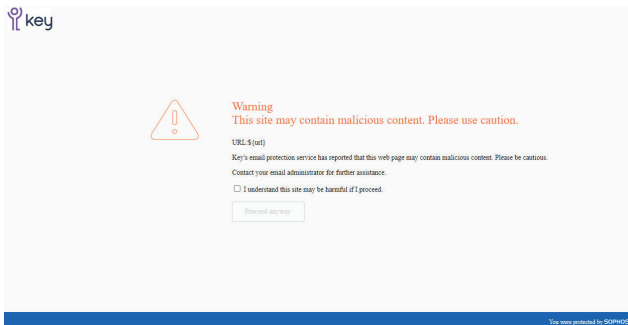 key
Warning
This site may contain malicious content. Please use caution.
URL:${url}
Key's email protection service has reported that this web page may contain malicious content. Please be cautious.
Contact your email administrator for further assistance.
I understand this site may be harmful if I proceed.
Proceed anyway
You were protected by SOPHOS